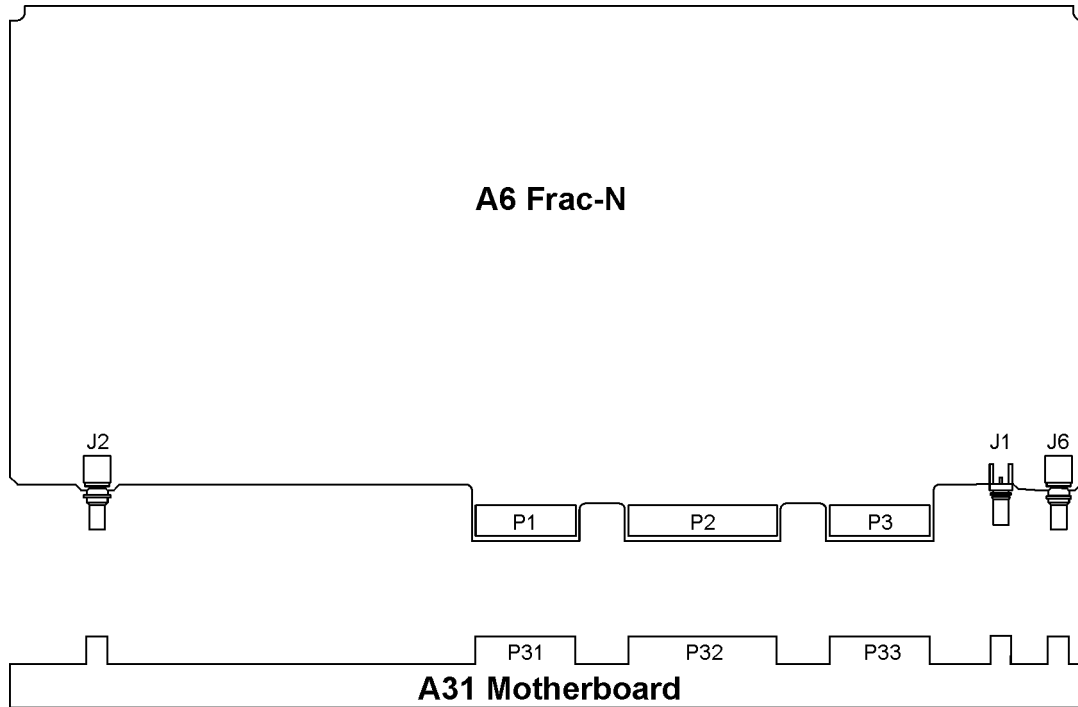 A6 Frac-N
J2
J1
J6
P1
P2
P3
P31
P32
P33
A31 Motherboard